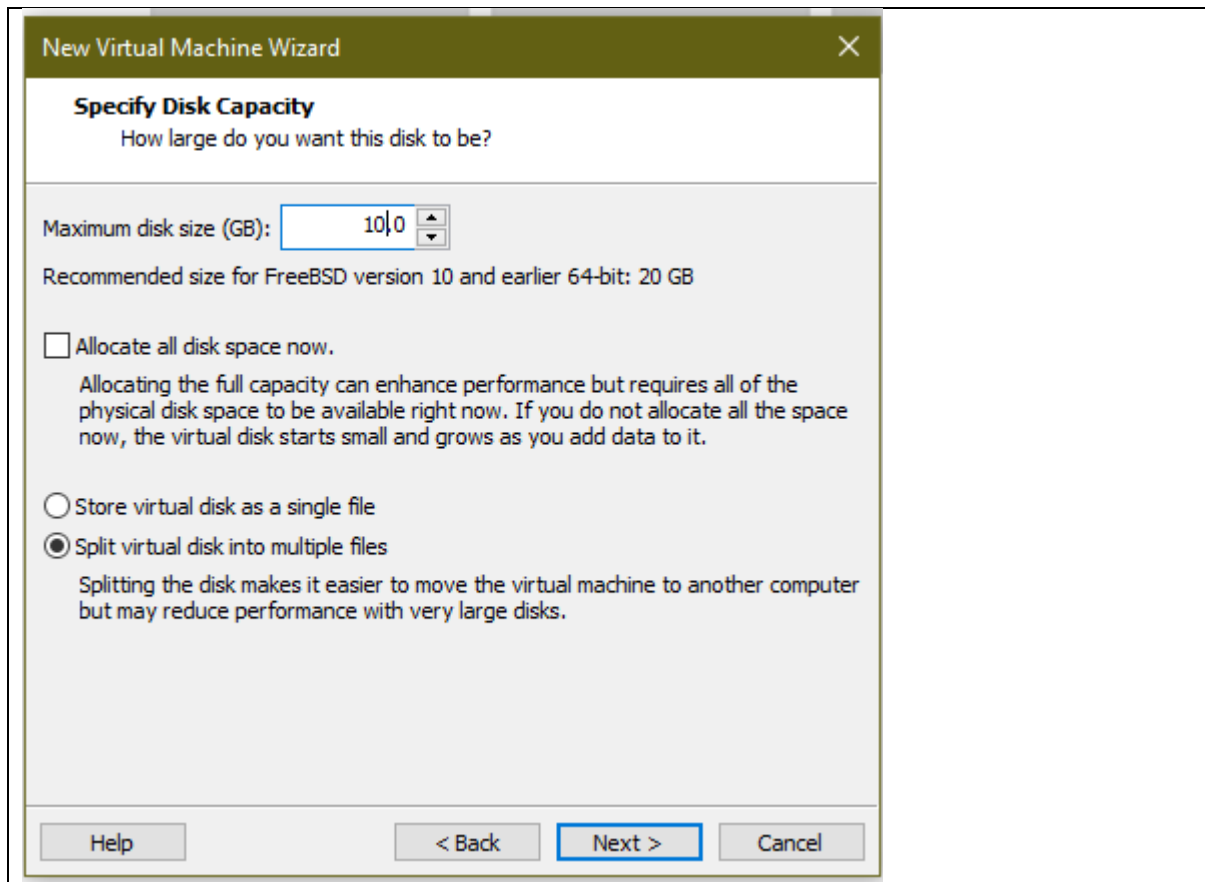 New Virtual Machine Wizard
Specify Disk Capacity
How large do you want this disk to be?
Maximum disk size (GB): 10.0
Recommended size for FreeBSD version 10 and earlier 64-bit: 20 GB
Allocate all disk space now.
Allocating the full capacity can enhance performance but requires all of the
physical disk space to be available right now. If you do not allocate all the space
now, the virtual disk starts small and grows as you add data to it.
Store virtual disk as a single file
Split virtual disk into multiple files
Splitting the disk makes it easier to move the virtual machine to another computer
but may reduce performance with very large disks.
Help < Back Next > Cancel